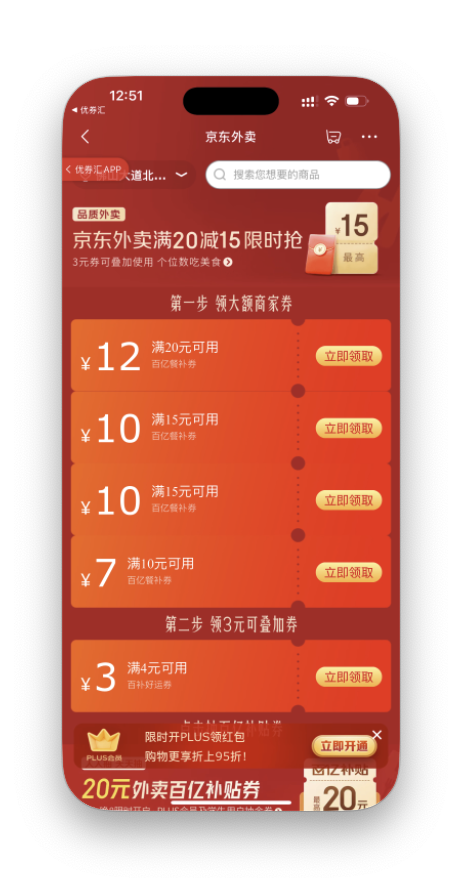 12:51
◀ 优券汇
京东外卖
优券汇APP
大道北...
搜索您想要的商品
品质外卖
京东外卖满20减15限时抢
3元券可叠加使用 个位数吃美食
¥15
最高
第一步 领大额商家券
¥12
满20元可用
百亿餐补券
立即领取
¥10
满15元可用
百亿餐补券
立即领取
¥10
满15元可用
百亿餐补券
立即领取
¥7
满10元可用
百亿餐补券
立即领取
第二步 领3元可叠加券
¥3
满4元可用
百补好运券
立即领取
PLUS会员
限时开PLUS领红包
购物更享折上95折!
立即开通
20元外卖百亿补贴券
百亿补贴
最高
20元